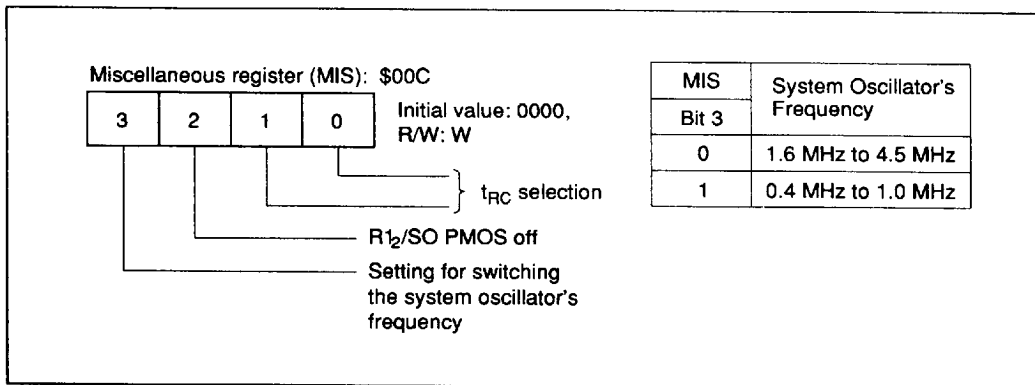 Miscellaneous register (MIS): $00C
3 2 1 0
Initial value: 0000,
R/W: W
tRC selection
R12/SO PMOS off
Setting for switching
the system oscillator's
frequency
MIS
Bit 3
System Oscillator's
Frequency
0 1.6 MHz to 4.5 MHz
1 0.4 MHz to 1.0 MHz